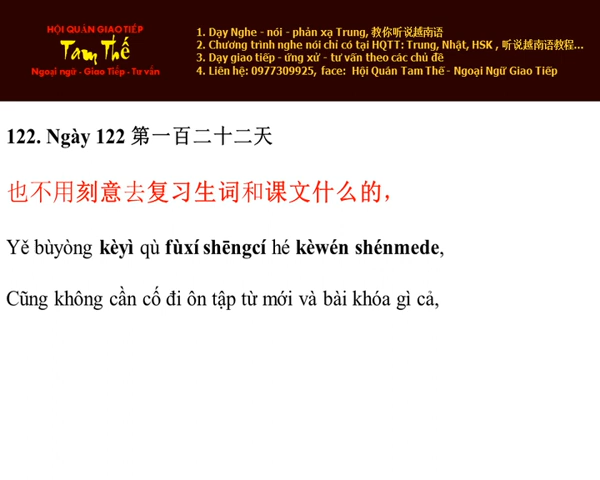 HỘI QUÁN GIAO TIẾP
Tam Thế
Ngoại ngữ - Giao Tiếp - Tư vấn
1. Dạy Nghe - nói - phản xạ Trung, 教你听说越南语
2. Chương trình nghe nói chỉ có tại HQTT: Trung, Nhật, HSK , 听说越南语教程...
3. Dạy giao tiếp - ứng xử - tư vấn theo các chủ đề
4. Liên hệ: 0977309925, face: Hội Quán Tam Thế - Ngoại Ngữ Giao Tiếp
122. Ngày 122 第一百二十二天
也不用刻意去复习生词和课文什么的，
Yě bùyòng kèyì qù fùxí shēngcí hé kèwén shénmede,
Cũng không cần cố đi ôn tập từ mới và bài khóa gì cả,